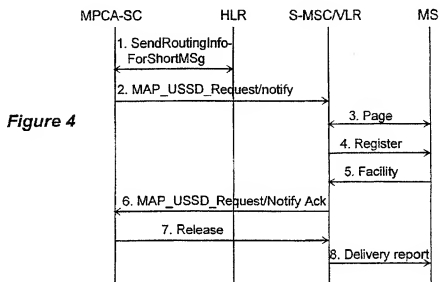 MPCA-SC HLR S-MSC/VLR MS
1. SendRoutingInfo-
ForShortMSg
2. MAP_USSD_Request/notify
Figure 4
3. Page
4. Register
5. Facility
6. MAP_USSD_Request/Notify Ack
7. Release
8. Delivery report